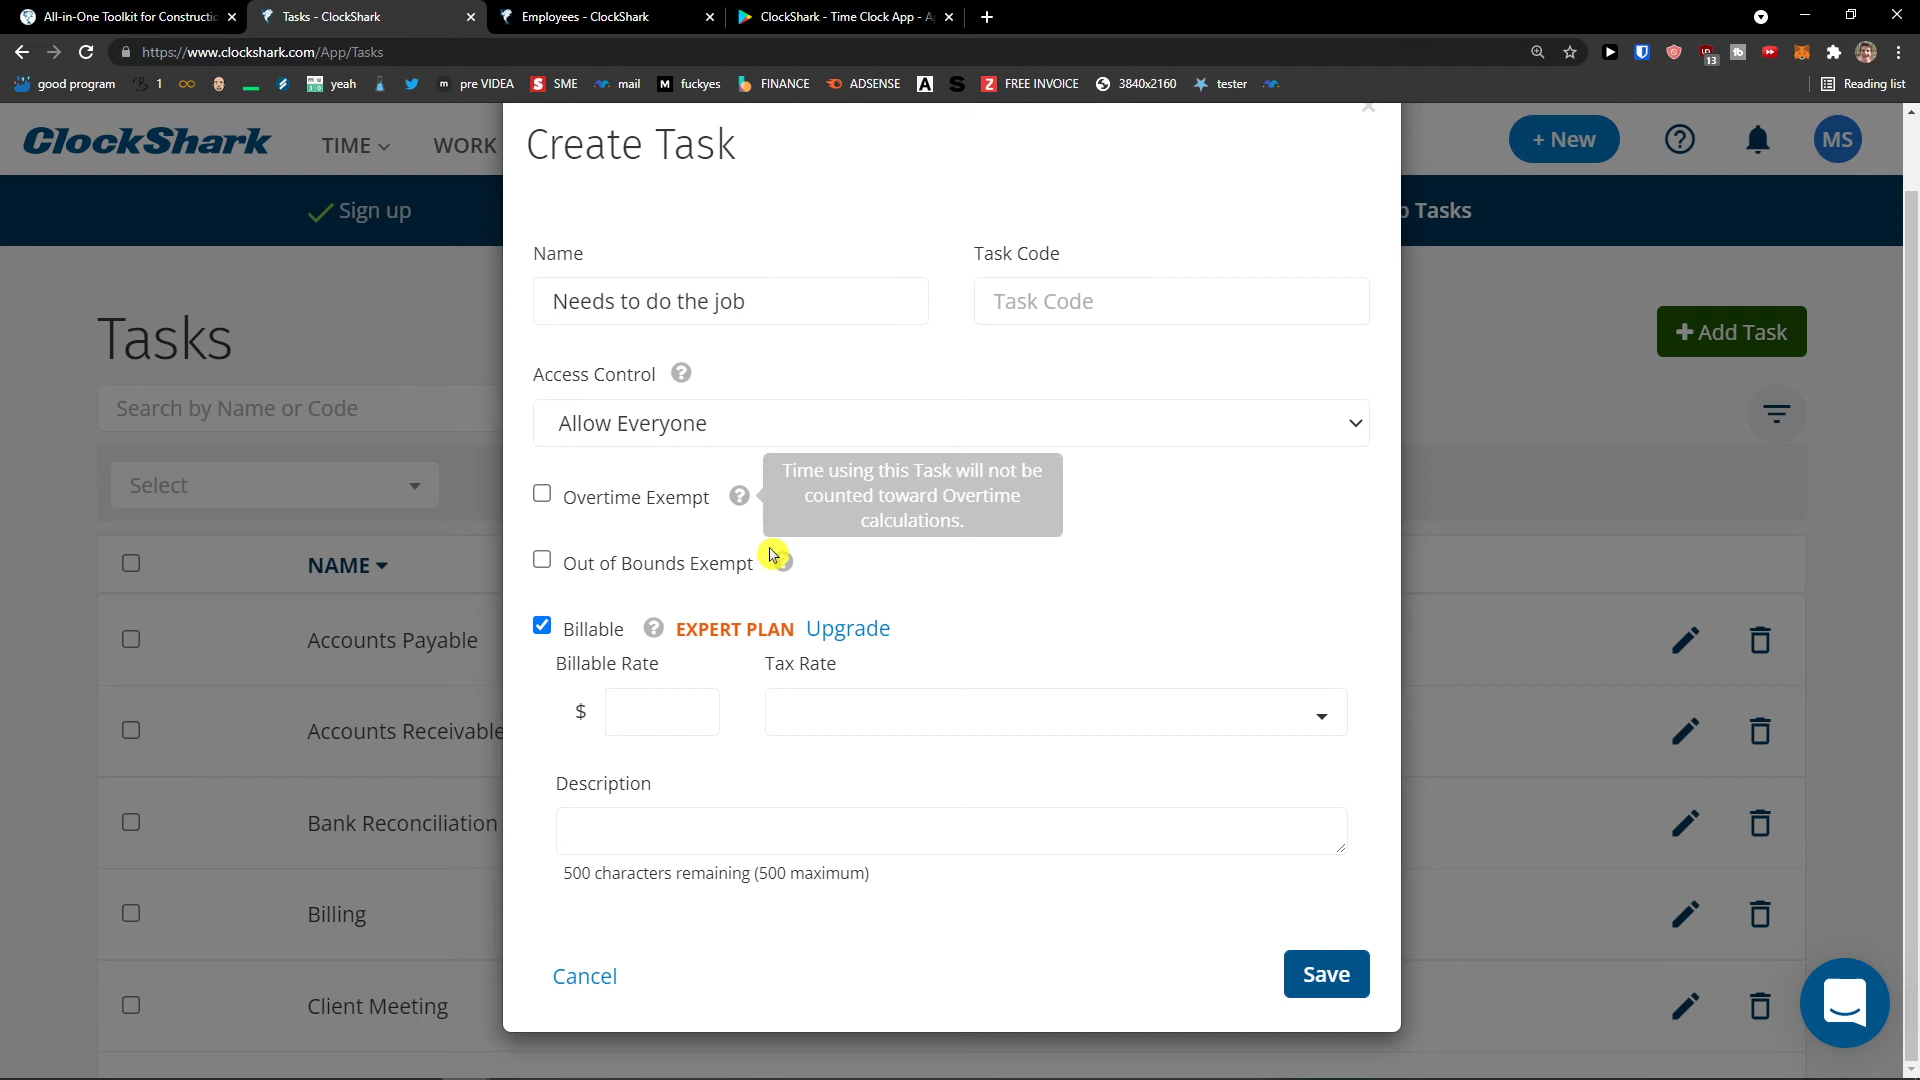 All-in-One Toolkit for Constructio
Tasks - ClockShark
Employees - ClockShark
ClockShark - Time Clock App - A
https://www.clockshark.com/App/Tasks
13
good program
1
yeah
pre VIDEA
SME
mail
fuckyes
FINANCE
ADSENSE
FREE INVOICE
3840x2160
tester
Reading list
ClockShark
TIME
WORK
+ New
MS
Sign up
Tasks
Create Task
Name
Task Code
Needs to do the job
Task Code
Tasks
Add Task
Access Control
Search by Name or Code
Allow Everyone
Time using this Task will not be
counted toward Overtime
calculations.
Select
Overtime Exempt
Out of Bounds Exempt
NAME
Billable
EXPERT PLAN Upgrade
Accounts Payable
Billable Rate
Tax Rate
$
Accounts Receivable
Description
Bank Reconciliation
500 characters remaining (500 maximum)
Billing
Cancel
Save
Client Meeting